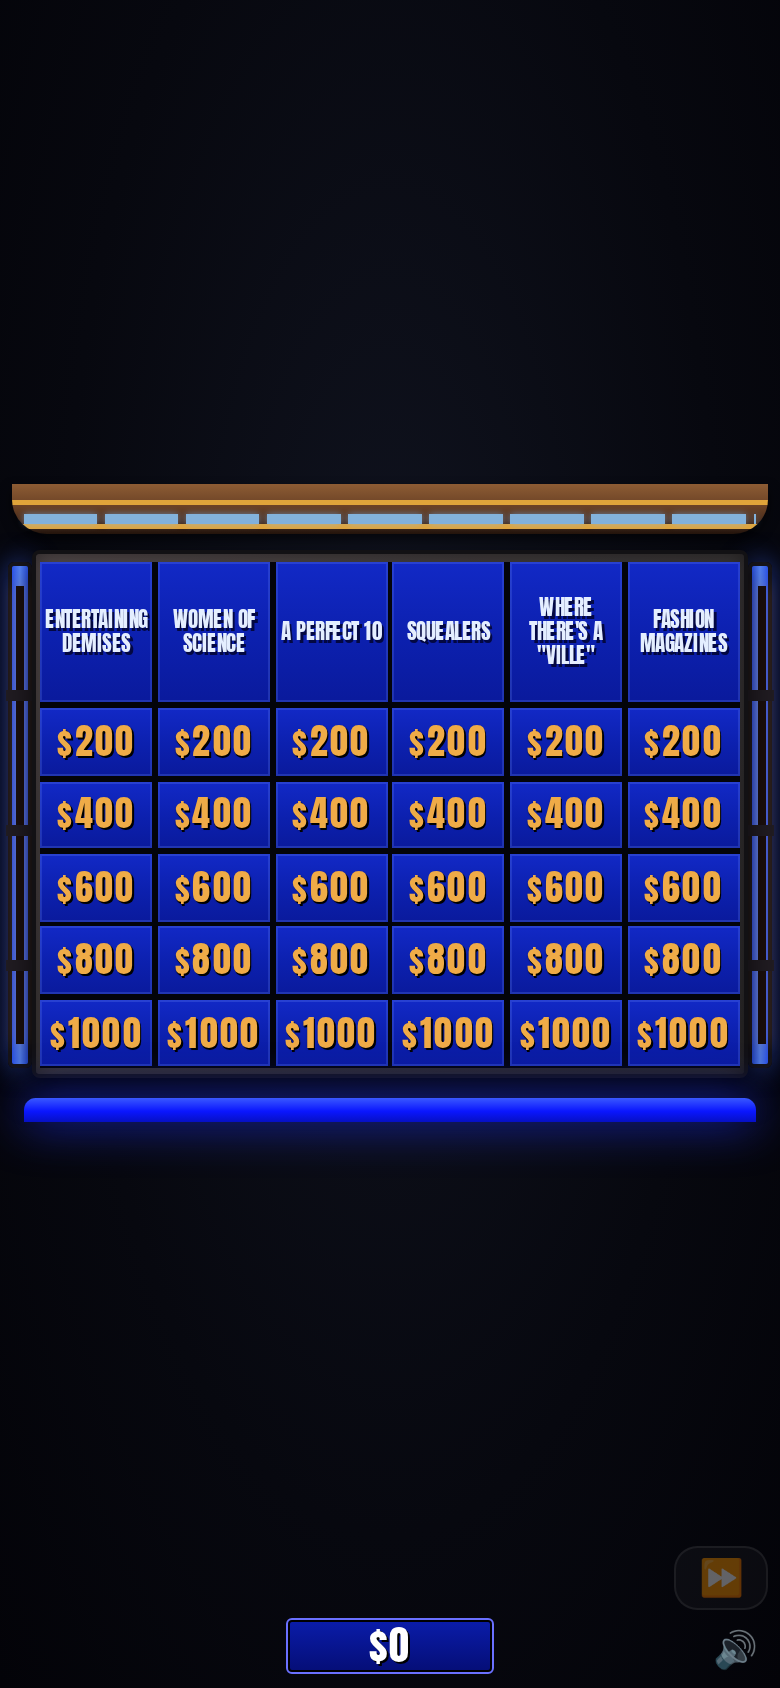 ENTERTAINING
DEMISES
WOMEN OF
SCIENCE
A PERFECT 10
SQUEALERS
WHERE
THERE'S A
"VILLE"
FASHION
MAGAZINES
$200 $200 $200 $200 $200 $200
$400 $400 $400 $400 $400 $400
$600 $600 $600 $600 $600 $600
$800 $800 $800 $800 $800 $800
$1000 $1000 $1000 $1000 $1000 $1000
$0